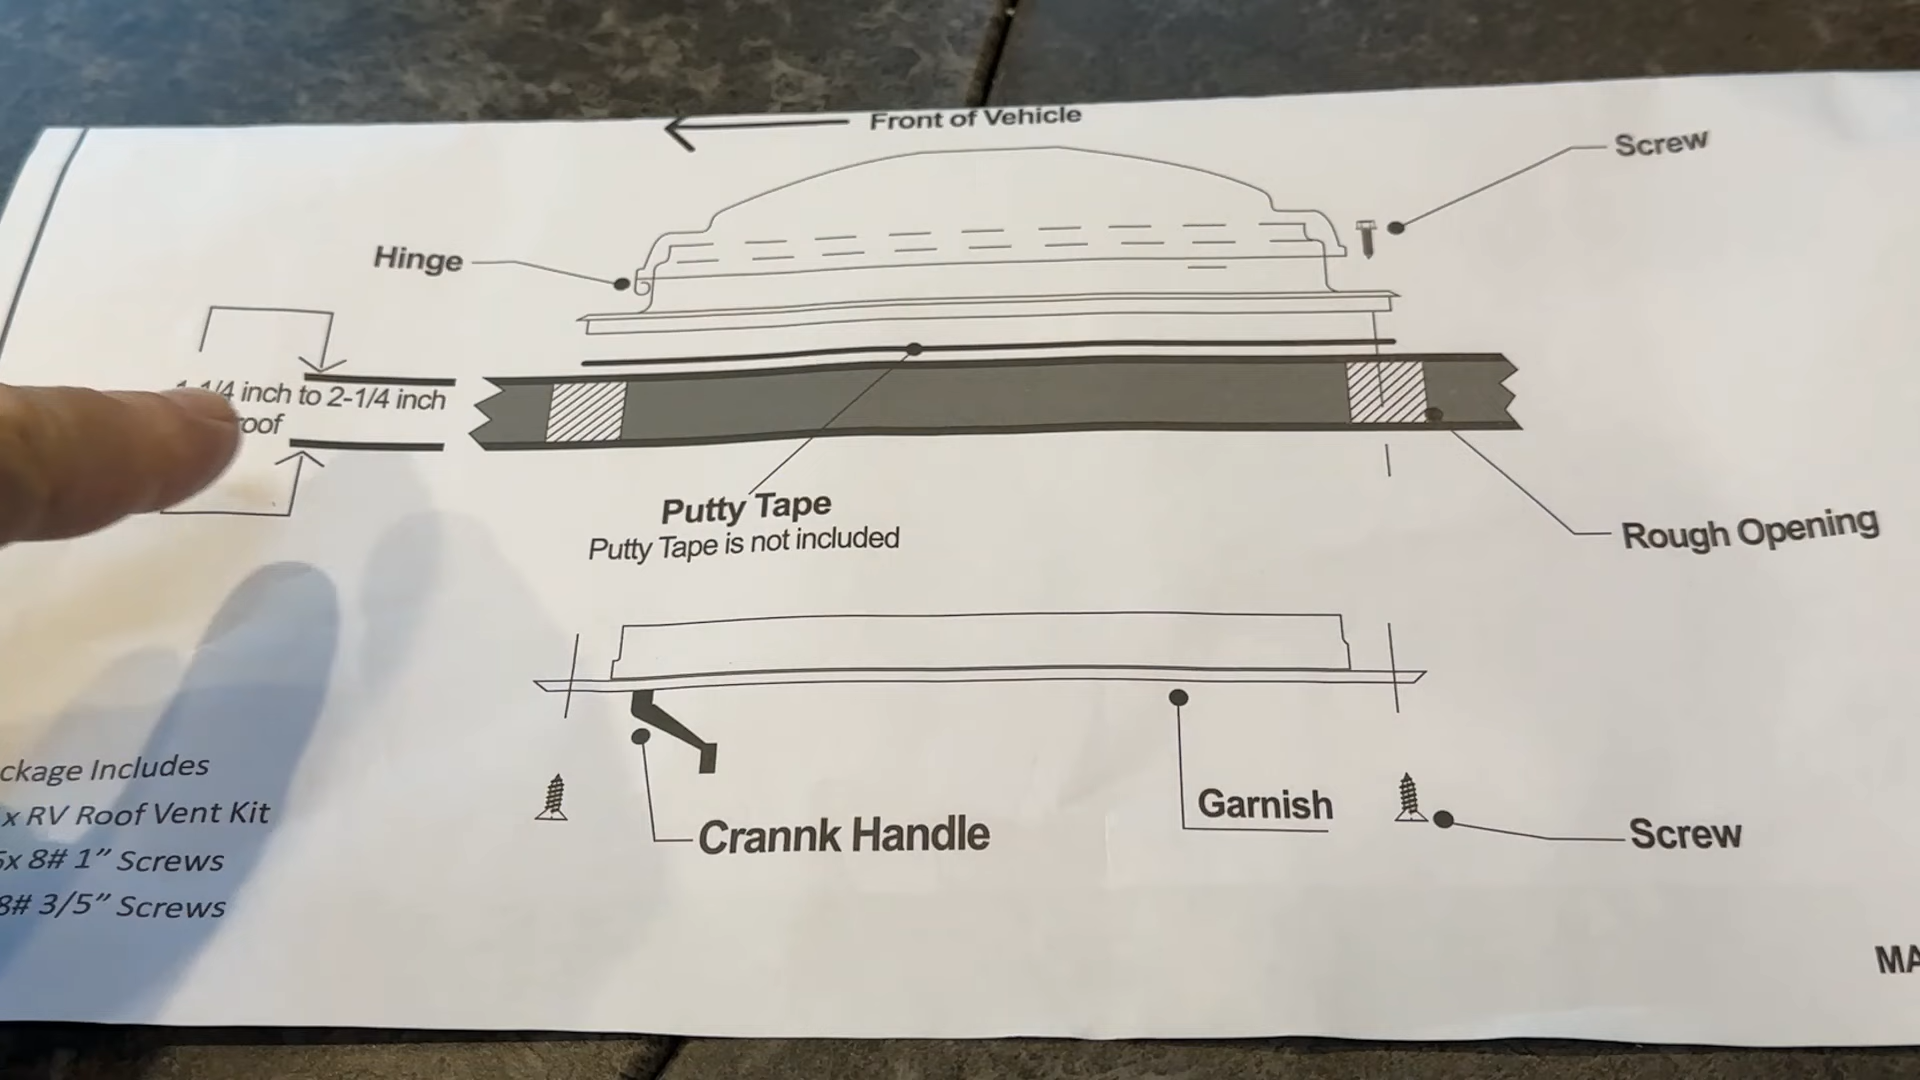 Front of Vehicle
Screw
Hinge
1/4 inch to 2-1/4 inch
Putty Tape
Putty Tape is not included
Rough Opening
ckage Includes
x RV Roof Vent Kit
x 8# 1” Screws
8# 3/5” Screws
Crannk Handle
Garnish
Screw
MA